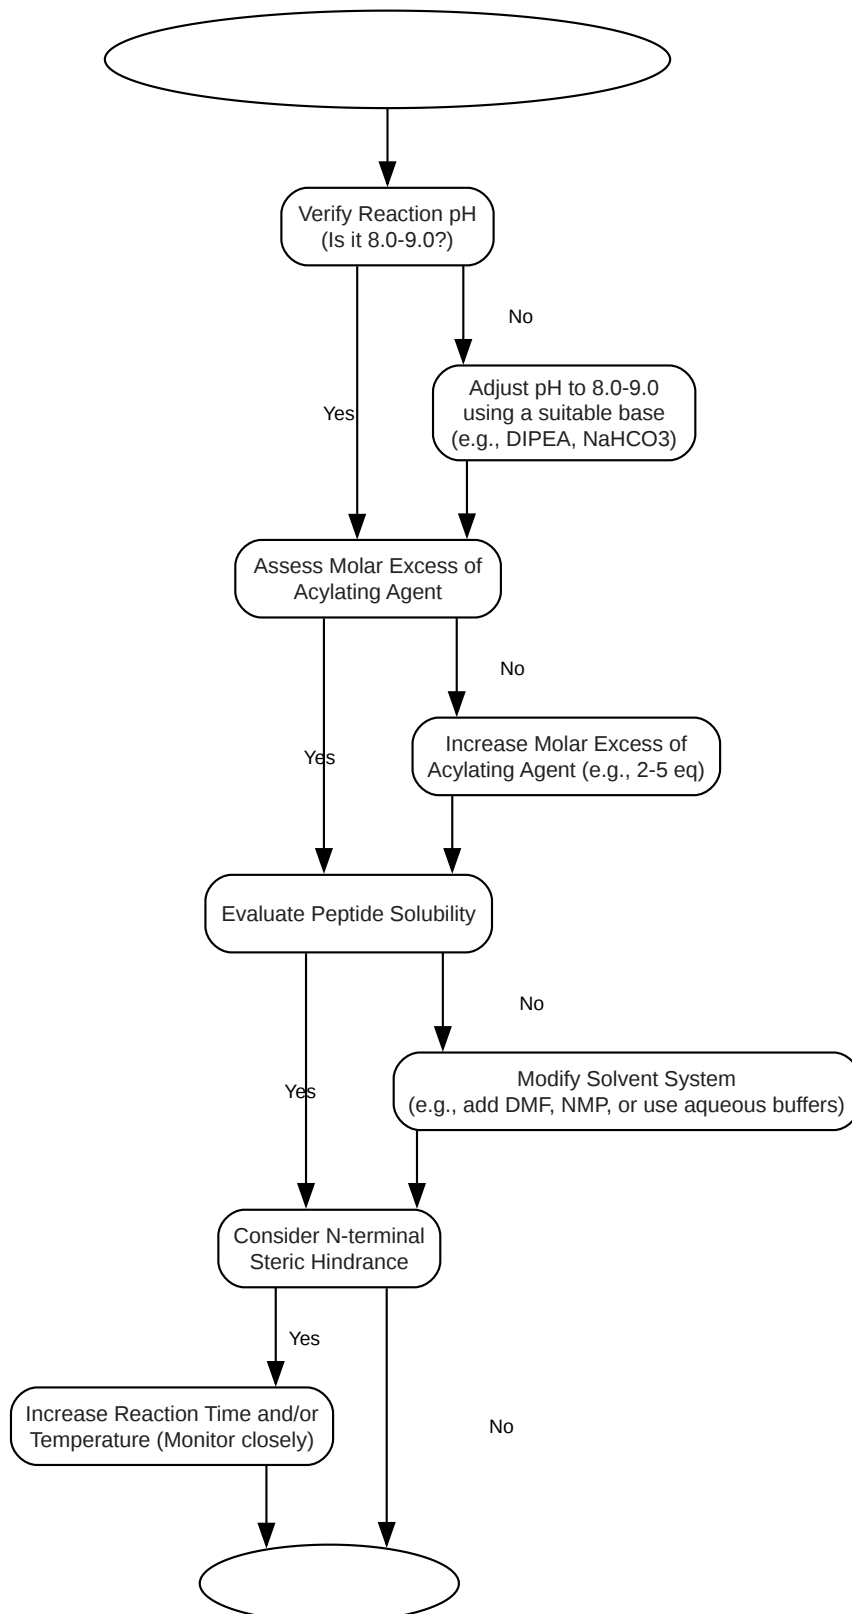 Verify Reaction pH
(Is it 8.0-9.0?)
No
Adjust pH to 8.0-9.0
using a suitable base
(e.g., DIPEA, NaHCO3)
Yes
Assess Molar Excess of
Acylating Agent
No
Increase Molar Excess of
Acylating Agent (e.g., 2-5 eq)
Yes
Evaluate Peptide Solubility
No
Modify Solvent System
(e.g., add DMF, NMP, or use aqueous buffers)
Yes
Consider N-terminal
Steric Hindrance
Yes
Increase Reaction Time and/or
Temperature (Monitor closely)
No